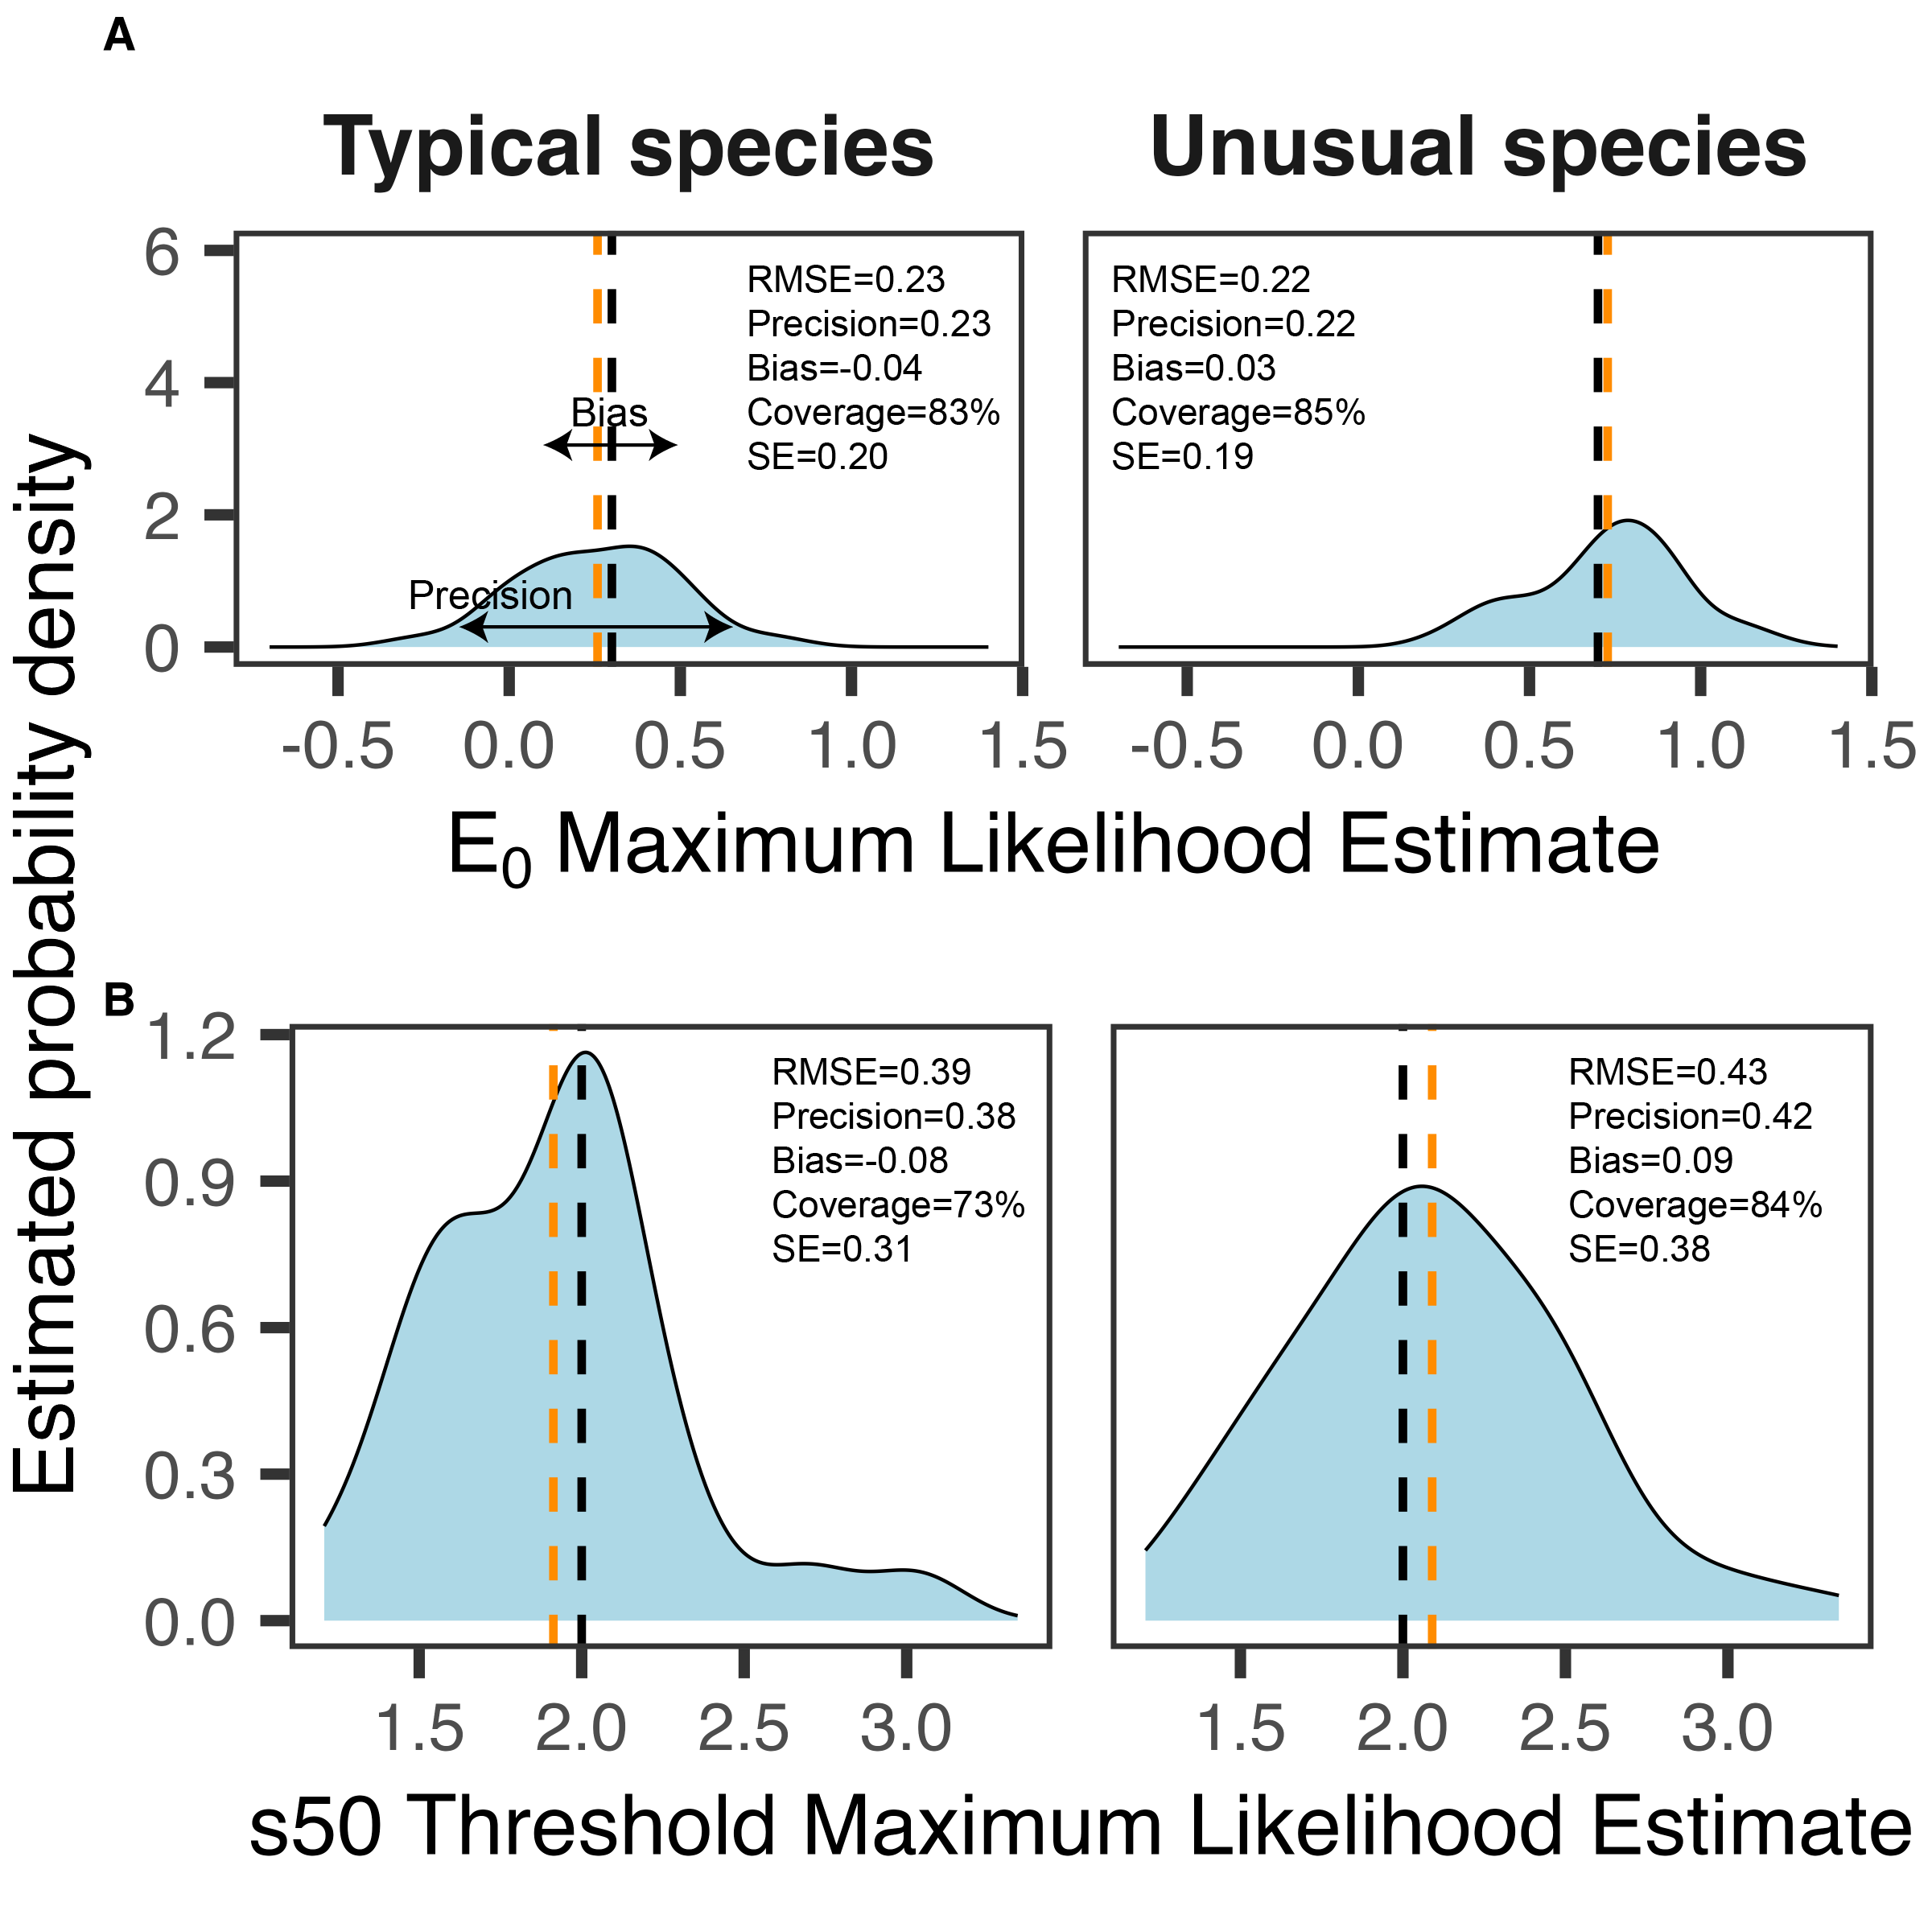 A
Typical species
Unusual species
Estimated probability density
6
4
2
0
RMSE=0.23
Precision=0.23
Bias=-0.04
Coverage=83%
SE=0.20
Bias
Precision
RMSE=0.22
Precision=0.22
Bias=0.03
Coverage=85%
SE=0.19
-0.5 0.0 0.5 1.0 1.5
-0.5 0.0 0.5 1.0 1.5
E₀ Maximum Likelihood Estimate
B
1.2
0.9
0.6
0.3
0.0
RMSE=0.39
Precision=0.38
Bias=-0.08
Coverage=73%
SE=0.31
RMSE=0.43
Precision=0.42
Bias=0.09
Coverage=84%
SE=0.38
1.5 2.0 2.5 3.0
1.5 2.0 2.5 3.0
s50 Threshold Maximum Likelihood Estimate